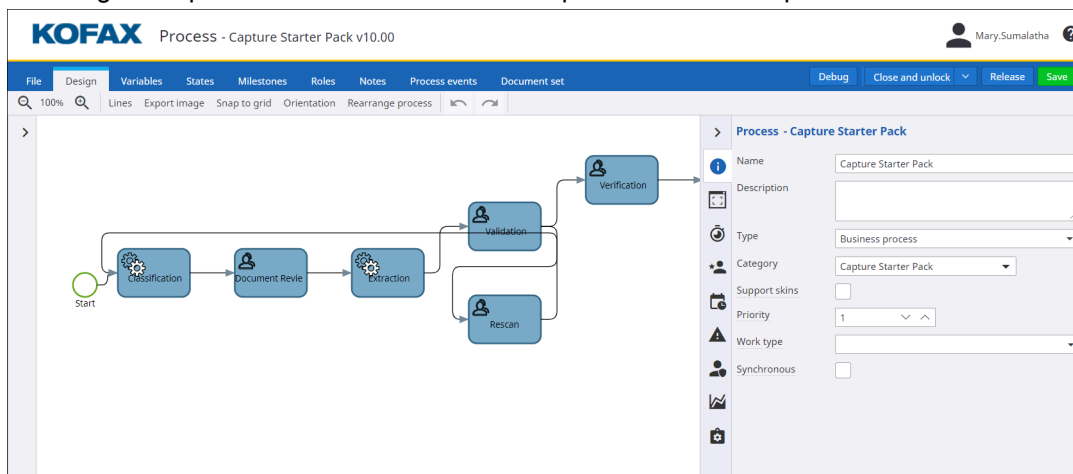 KOFAX Process - Capture Starter Pack v10.00 Mary.Sumalatha ?
File Design Variables States Milestones Roles Notes Process events Document set Debug Close and unlock Release Save
100% Lines Export image Snap to grid Orientation Rearrange process
Process - Capture Starter Pack
Name Capture Starter Pack
Description
Type Business process
Category Capture Starter Pack
Support skins
Priority 1
Work type
Synchronous
Verification
Validation
Start
Classification
Document Revie
Extraction
Rescan